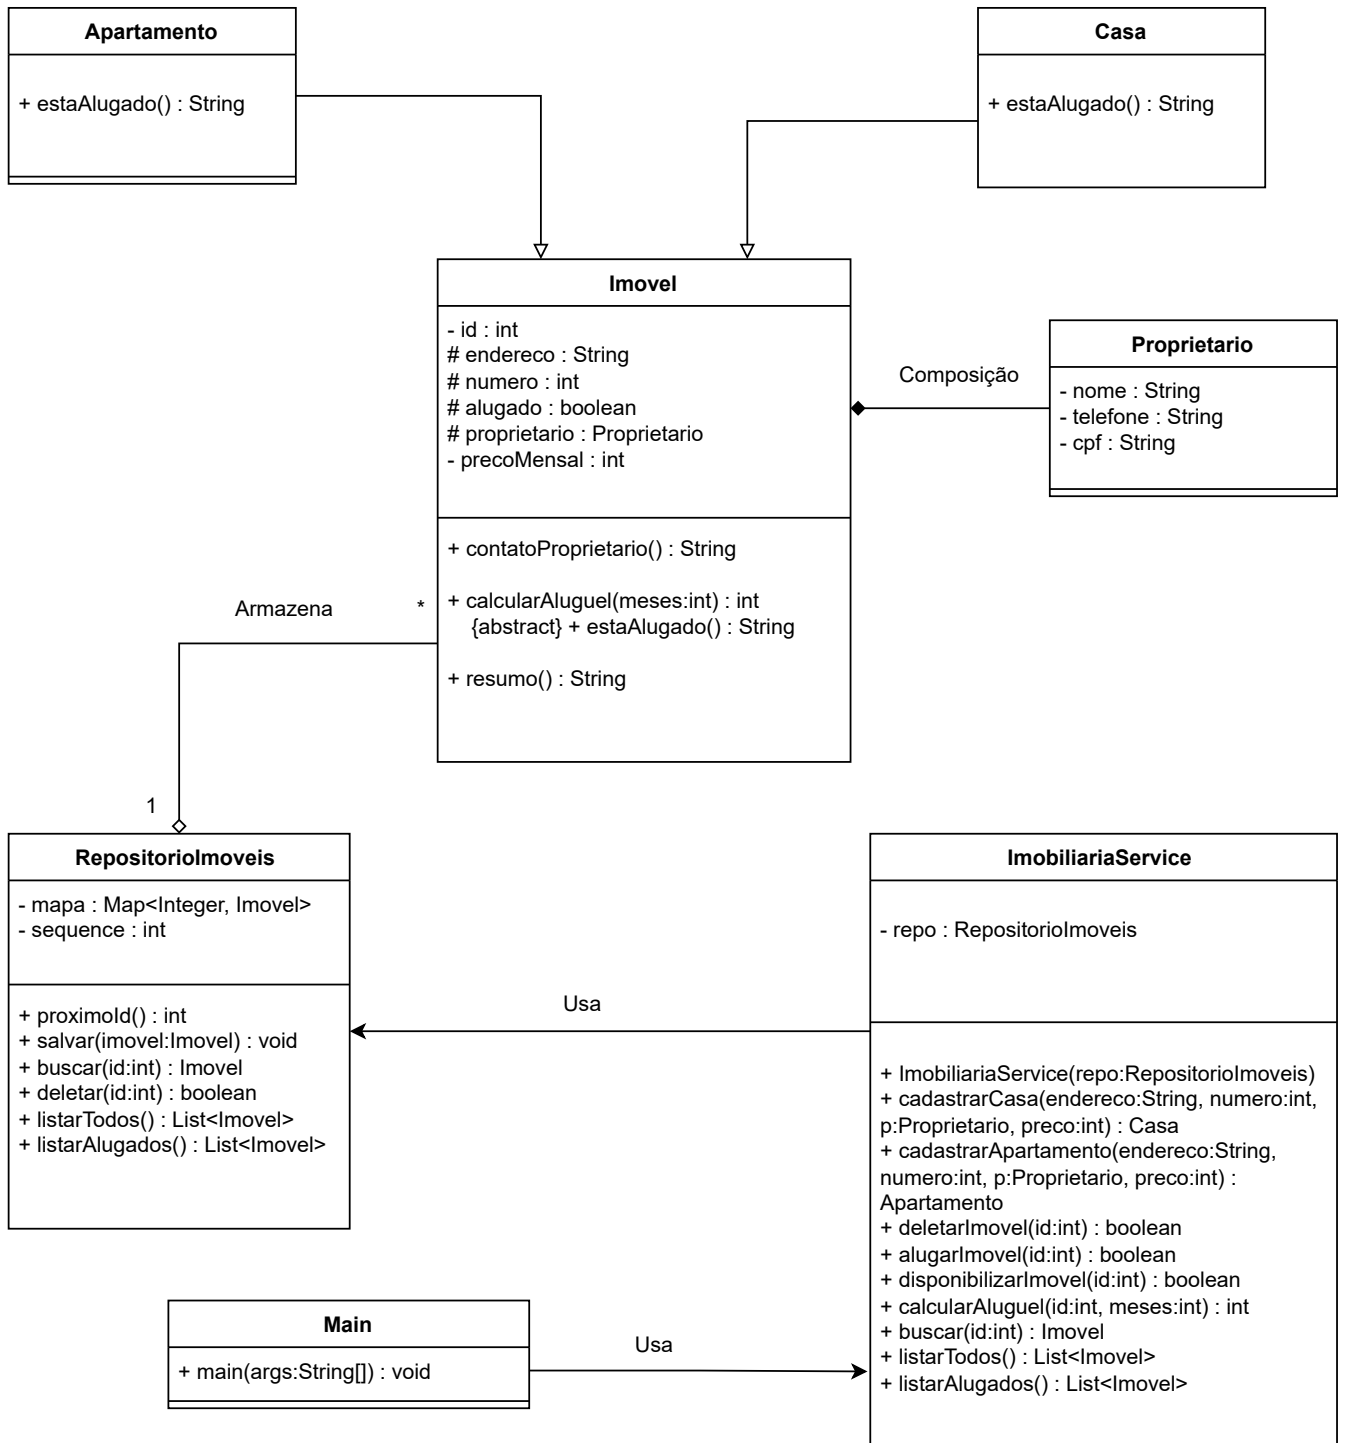 Apartamento
+ estaAlugado() : String
Casa
+ estaAlugado() : String
Imovel
- id : int
# endereco : String
# numero : int
# alugado : boolean
# proprietario : Proprietario
- precoMensal : int
+ contatoProprietario() : String
+ calcularAluguel(meses:int) : int
{abstract} + estaAlugado() : String
+ resumo() : String
Composição
Proprietario
- nome : String
- telefone : String
- cpf : String
Armazena
*
1
RepositorioImoveis
- mapa : Map<Integer, Imovel>
- sequence : int
+ proximoId() : int
+ salvar(imovel:Imovel) : void
+ buscar(id:int) : Imovel
+ deletar(id:int) : boolean
+ listarTodos() : List<Imovel>
+ listarAlugados() : List<Imovel>
Usa
ImobiliariaService
- repo : RepositorioImoveis
+ ImobiliariaService(repo:RepositorioImoveis)
+ cadastrarCasa(endereco:String, numero:int,
p:Proprietario, preco:int) : Casa
+ cadastrarApartamento(endereco:String,
numero:int, p:Proprietario, preco:int) :
Apartamento
+ deletarImovel(id:int) : boolean
+ alugarImovel(id:int) : boolean
+ disponibilizarImovel(id:int) : boolean
+ calcularAluguel(id:int, meses:int) : int
+ buscar(id:int) : Imovel
+ listarTodos() : List<Imovel>
+ listarAlugados() : List<Imovel>
Main
+ main(args:String[]) : void
Usa